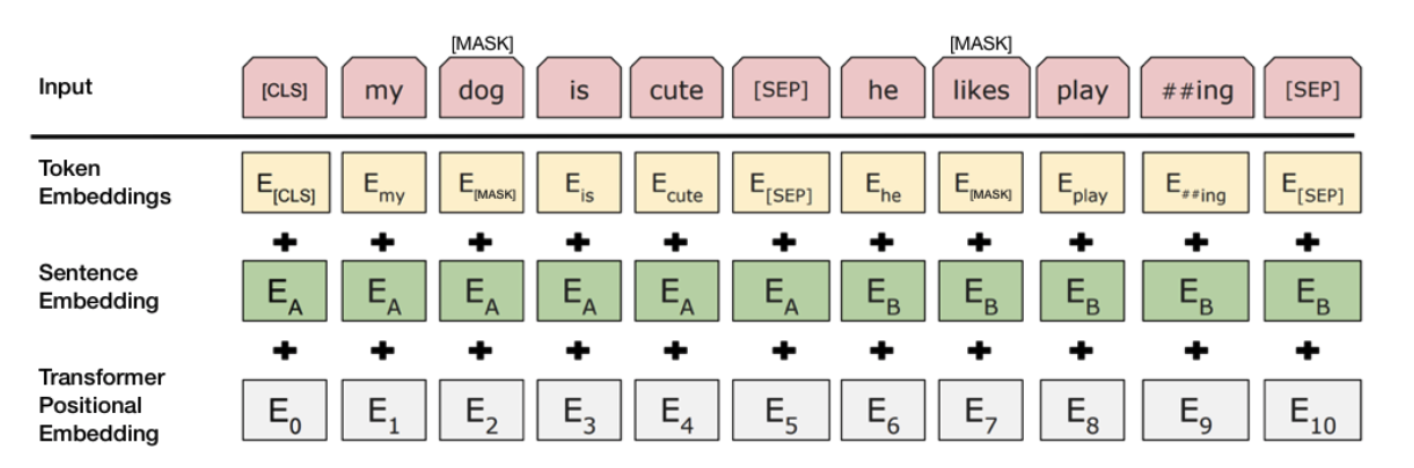 [MASK] [MASK]
Input [CLS] my dog is cute [SEP] he likes play ##ing [SEP]
Token
Embeddings
E[CLS] Emy E[MASK] Eis Ecute E[SEP] Ehe E[MASK] Eplay E##ing E[SEP]
+ + + + + + + + + + +
Sentence
Embedding
EA EA EA EA EA EA EB EB EB EB EB
+ + + + + + + + + + +
Transformer
Positional
Embedding
E0 E1 E2 E3 E4 E5 E6 E7 E8 E9 E10